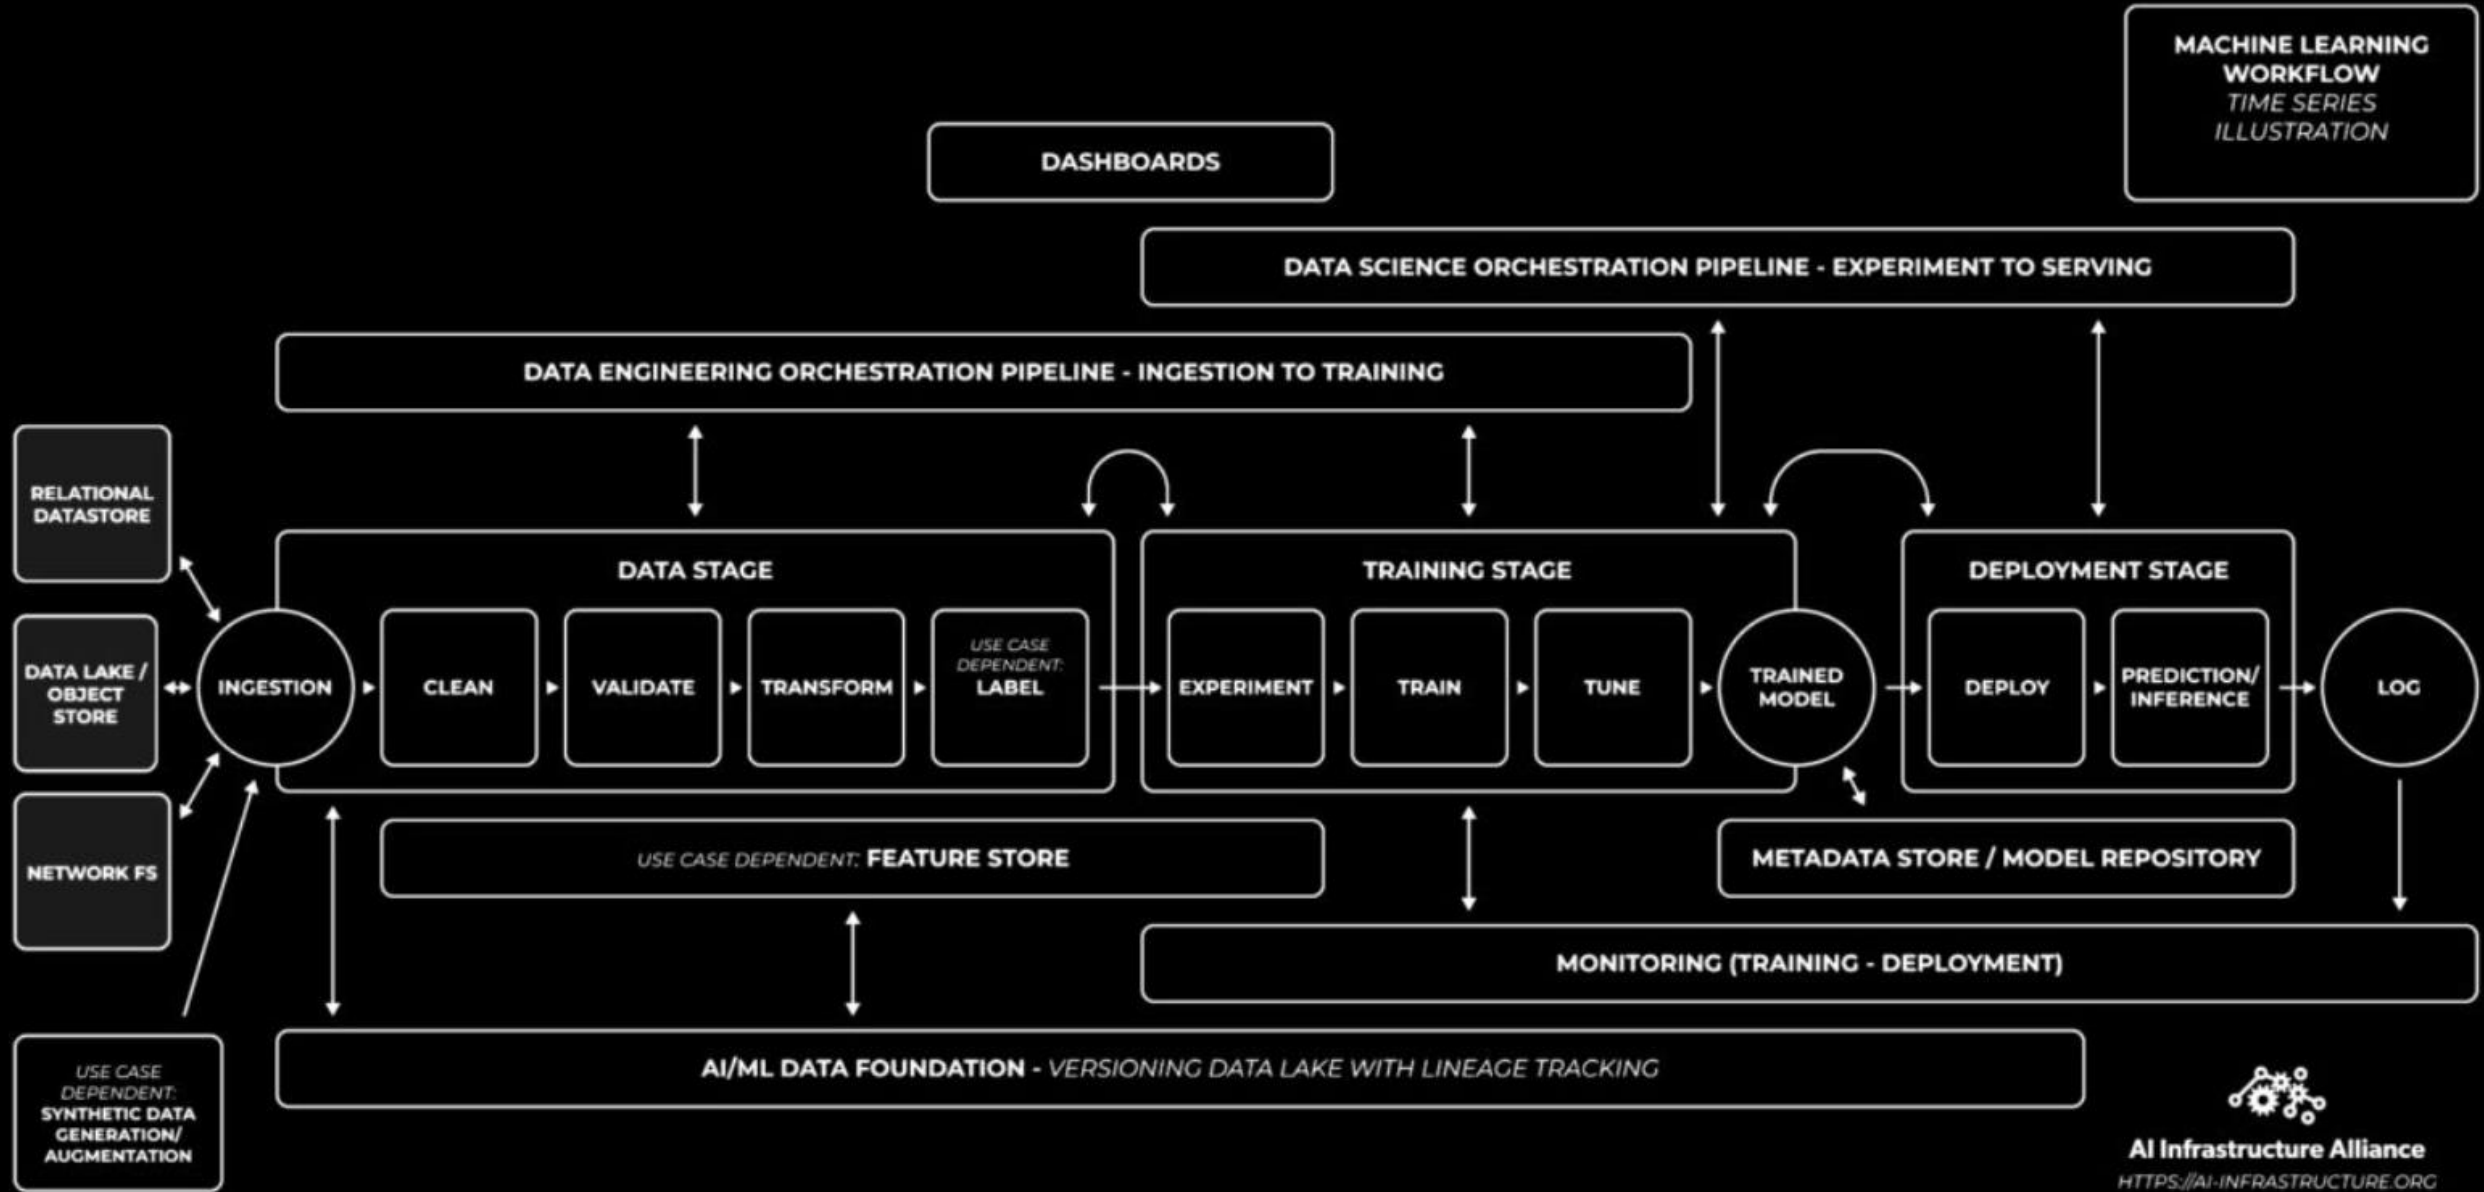 MACHINE LEARNING
WORKFLOW
TIME SERIES
ILLUSTRATION
DASHBOARDS
DATA SCIENCE ORCHESTRATION PIPELINE - EXPERIMENT TO SERVING
DATA ENGINEERING ORCHESTRATION PIPELINE - INGESTION TO TRAINING
RELATIONAL
DATASTORE
DATA LAKE /
OBJECT
STORE
NETWORK FS
USE CASE
DEPENDENT:
SYNTHETIC DATA
GENERATION/
AUGMENTATION
INGESTION
DATA STAGE
CLEAN
VALIDATE
TRANSFORM
USE CASE
DEPENDENT:
LABEL
TRAINING STAGE
EXPERIMENT
TRAIN
TUNE
TRAINED
MODEL
DEPLOYMENT STAGE
DEPLOY
PREDICTION/
INFERENCE
LOG
USE CASE DEPENDENT: FEATURE STORE
METADATA STORE / MODEL REPOSITORY
MONITORING (TRAINING - DEPLOYMENT)
AI/ML DATA FOUNDATION - VERSIONING DATA LAKE WITH LINEAGE TRACKING
AI Infrastructure Alliance
HTTPS://AI-INFRASTRUCTURE.ORG